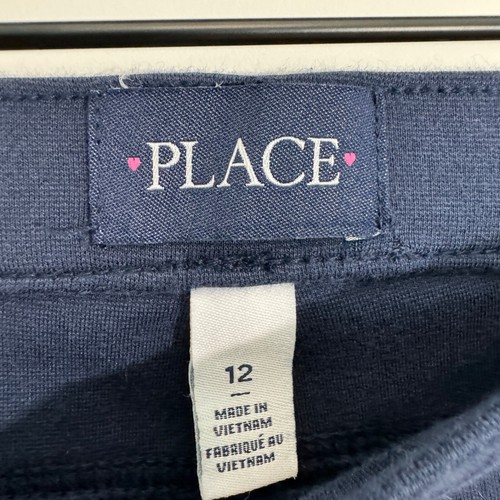 ♥PLACE♥
12
MADE IN
VIETNAM
FABRIQUÉ AU
VIETNAM